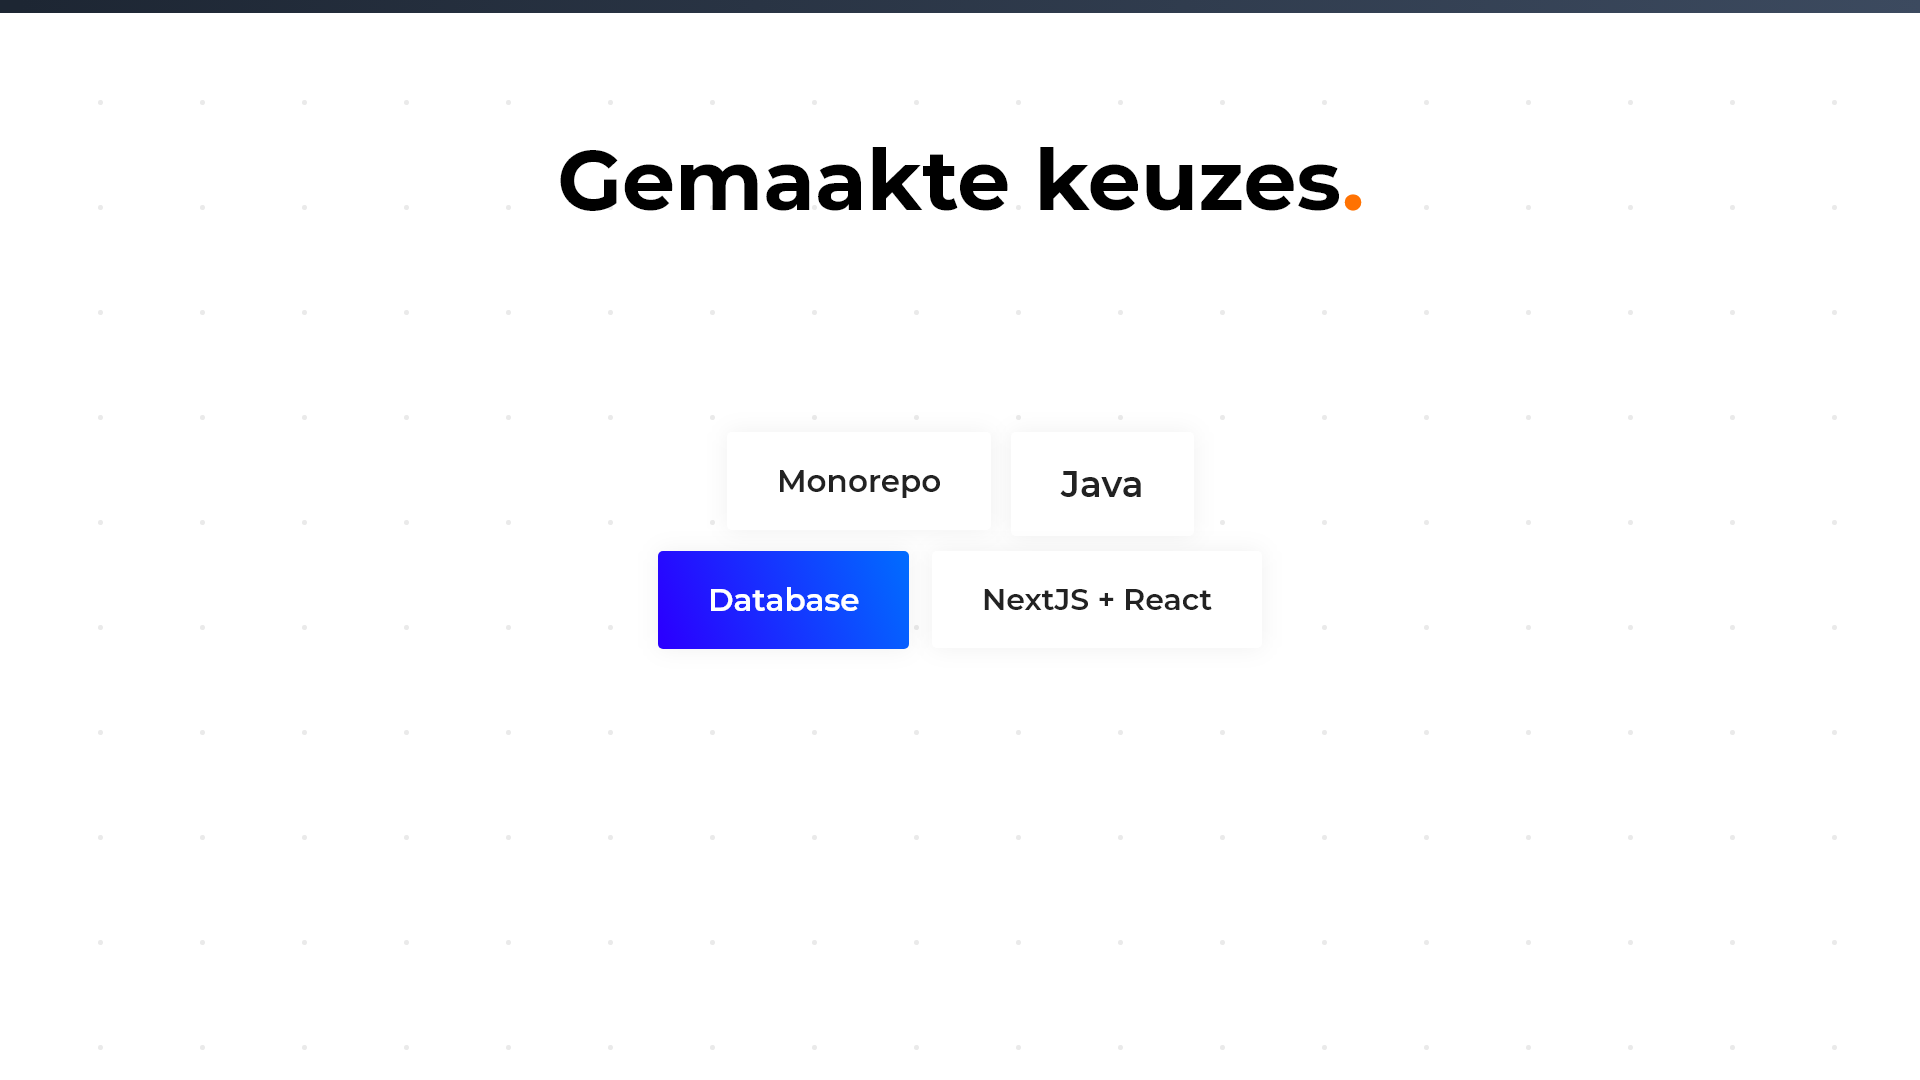 Gemaakte keuzes.
Monorepo
Java
Database
NextJS + React